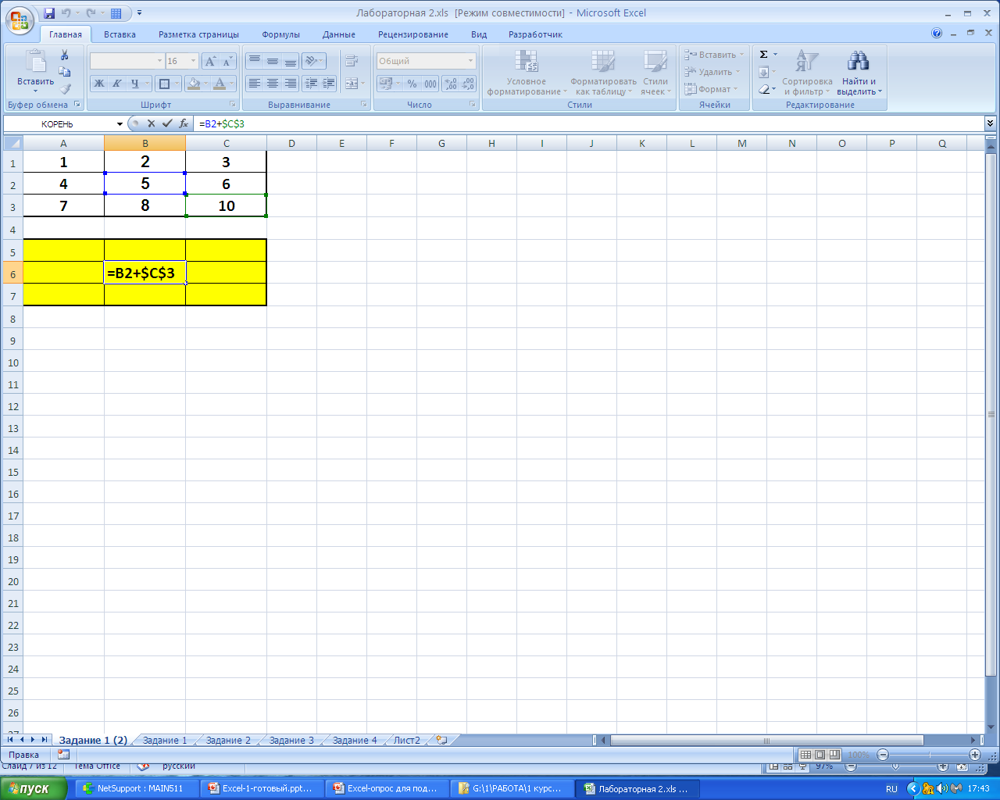 Лабораторная 2.xls [Режим совместимости] - Microsoft Excel
Главная Вставка Разметка страницы Формулы Данные Рецензирование Вид Разработчик
Вставить
Буфер обмена
16 A A
Ж К Ч
Шрифт
Выравнивание
Общий
% 000
Число
Условное форматирование
Форматировать как таблицу
Стили ячеек
Стили
Вставить
Удалить
Формат
Ячейки
Σ
Сортировка и фильтр
Найти и выделить
Редактирование
КОРЕНЬ fx =B2+$C$3
A B C D E F G H I J K L M N O P Q
1 1 2 3
2 4 5 6
3 7 8 10
4
5
6 =B2+$C$3
7
8
9
10
11
12
13
14
15
16
17
18
19
20
21
22
23
24
25
26
27
Задание 1 (2) Задание 1 Задание 2 Задание 3 Задание 4 Лист2
Правка 100%
Слайд 7 из 12 Тема Office русский 97%
пуск NetSupport : MAIN511 Excel-1-готовый.ppt... Excel-опрос для под... G:\1\РАБОТА\1 курс... Лабораторная 2.xls ... RU 17:43